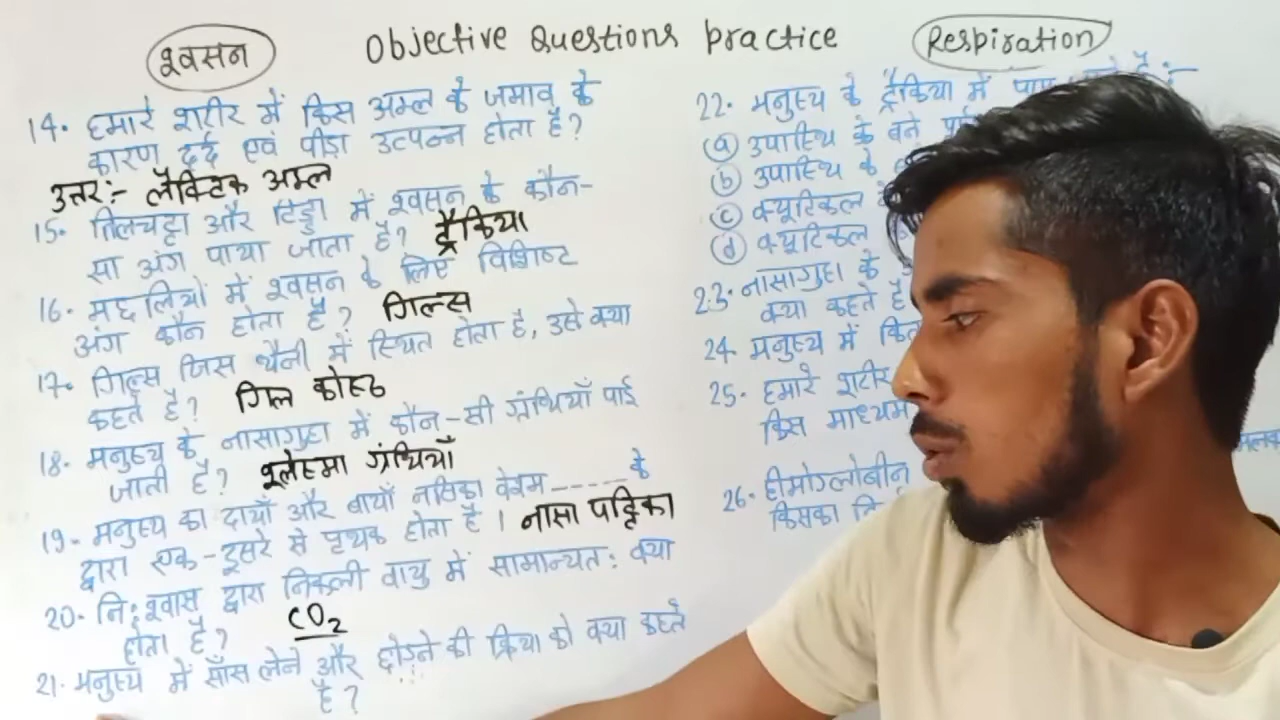 श्वसन
Objective Questions practice
Respiration
14. हमारे शरीर में किस अम्ल के जमाव के
कारण दर्द एवं पीड़ा उत्पन्न होता है?
उत्तर:- लैक्टिक अम्ल
15. तिलचट्टा और टिड्डा में श्वसन के कौन-
सा अंग पाया जाता है? ट्रैकिया
16. मछलियों में श्वसन के लिए विशिष्ट
अंग कौन होता है? गिल्स
17. गिल्स जिस थैली में स्थित होता है, उसे क्या
कहते है? गिल कोष्ठ
18. मनुष्य के नासागुहा में कौन-सी ग्रंथियाँ पाई
जाती है? श्लेष्मा ग्रंथियाँ
19. मनुष्य का दायाँ और बायाँ नासिका वेश्म ----- के
द्वारा एक-दूसरे से पृथक होता है। नासा पट्टिका
20. नि:श्वास द्वारा निकली वायु में सामान्यत: क्या
होता है? CO2
21. मनुष्य में साँस लेने और छोड़ने की क्रिया को क्या कहते
है?
22. मनुष्य के ट्रैकिया में
(a) उपास्थि के बने
(b) उपास्थि के
(c) क्यूटिकल
(d) क्यूटिकल
23. नासागुहा के
क्या कहते है
24. मनुष्य में
25. हमारे शरीर
किस माध्यम
26. हीमोग्लोबीन
किसका